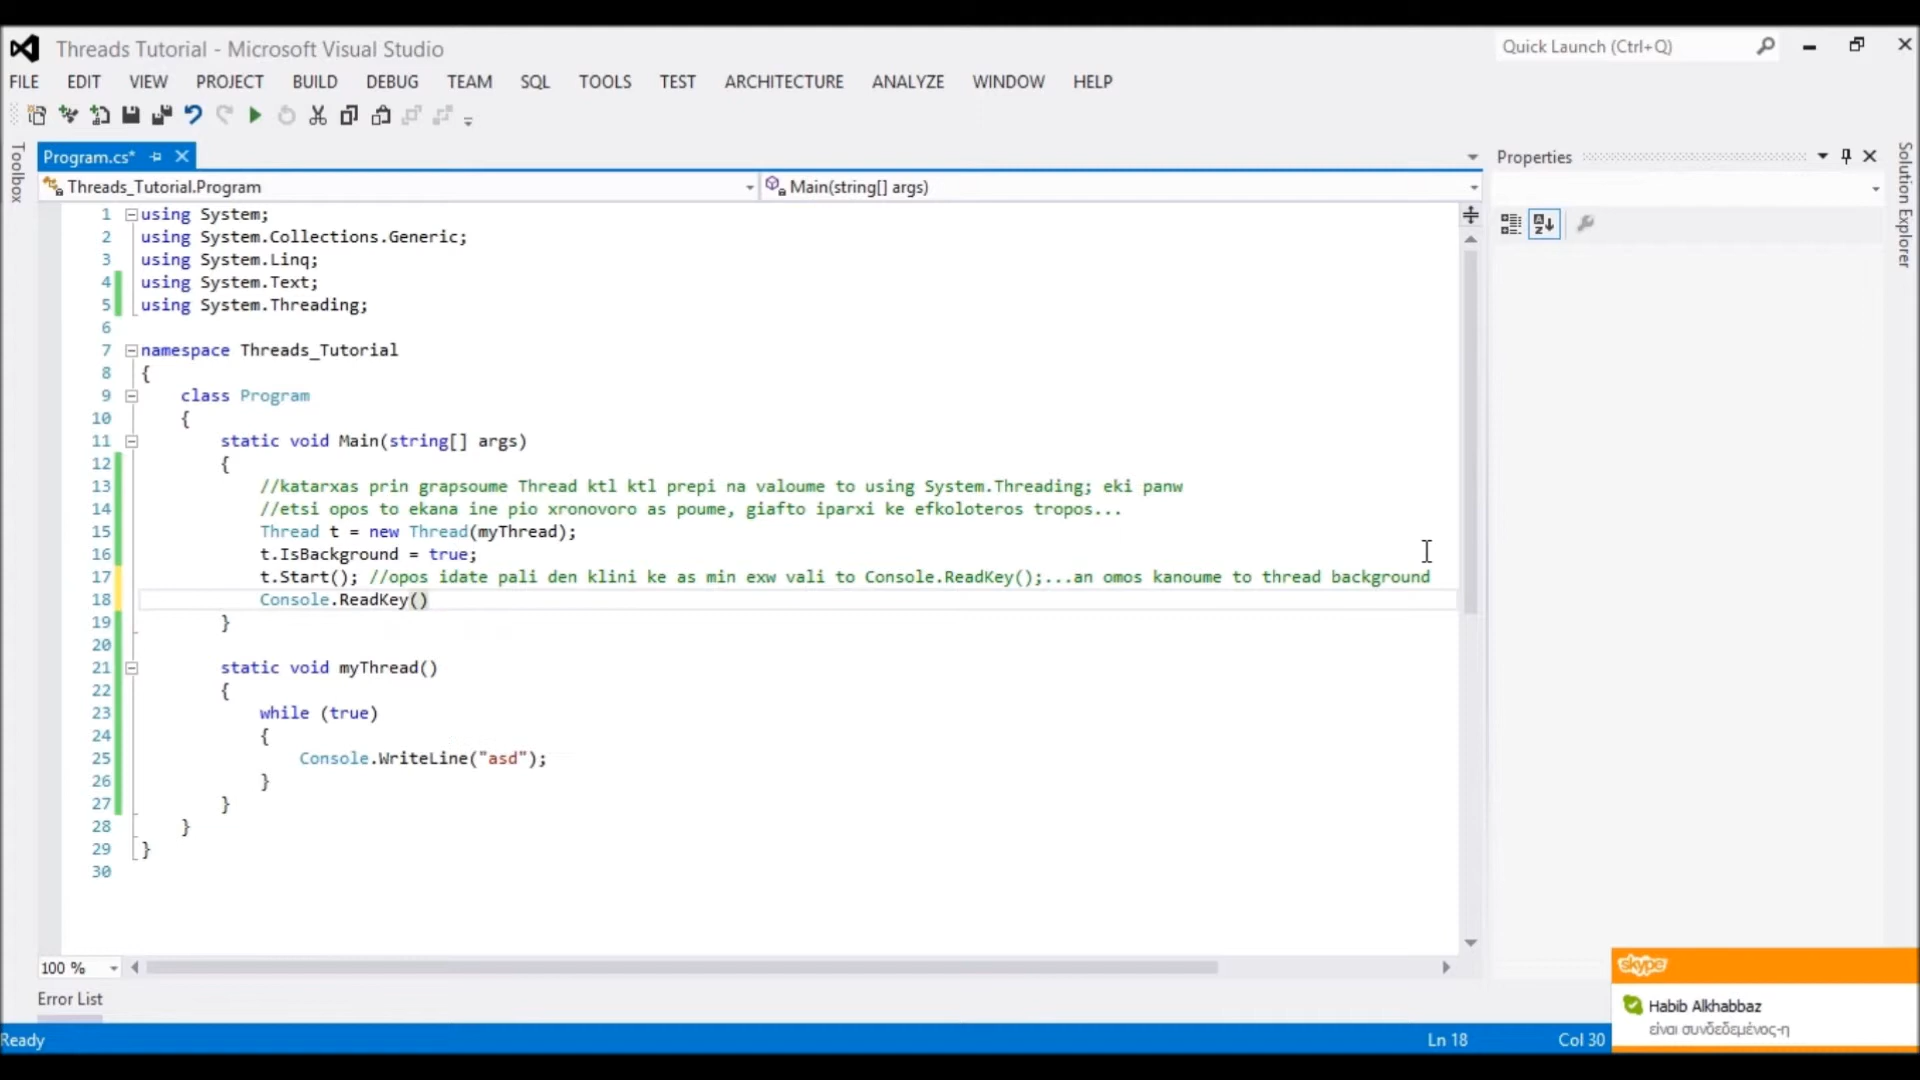 Threads Tutorial - Microsoft Visual Studio
Quick Launch (Ctrl+Q)
FILE EDIT VIEW PROJECT BUILD DEBUG TEAM SQL TOOLS TEST ARCHITECTURE ANALYZE WINDOW HELP
Toolbox
Program.cs*
Properties
Solution Explorer
Threads_Tutorial.Program
Main(string[] args)
1 using System;
2 using System.Collections.Generic;
3 using System.Linq;
4 using System.Text;
5 using System.Threading;
6
7 namespace Threads_Tutorial
8 {
9 class Program
10 {
11 static void Main(string[] args)
12 {
13 //katarxas prin grapsoume Thread ktl ktl prepi na valoume to using System.Threading; eki panw
14 //etsi opos to ekana ine pio xronovoro as poume, giafto iparxi ke efkoloteros tropos...
15 Thread t = new Thread(myThread);
16 t.IsBackground = true;
17 t.Start(); //opos idate pali den klini ke as min exw vali to Console.ReadKey();...an omos kanoume to thread background
18 Console.ReadKey()
19 }
20
21 static void myThread()
22 {
23 while (true)
24 {
25 Console.WriteLine("asd");
26 }
27 }
28 }
29 }
30
100 %
Error List
Ready
Ln 18
Col 30
skype
Habib Alkhabbaz
είναι συνδεδεμένος-η